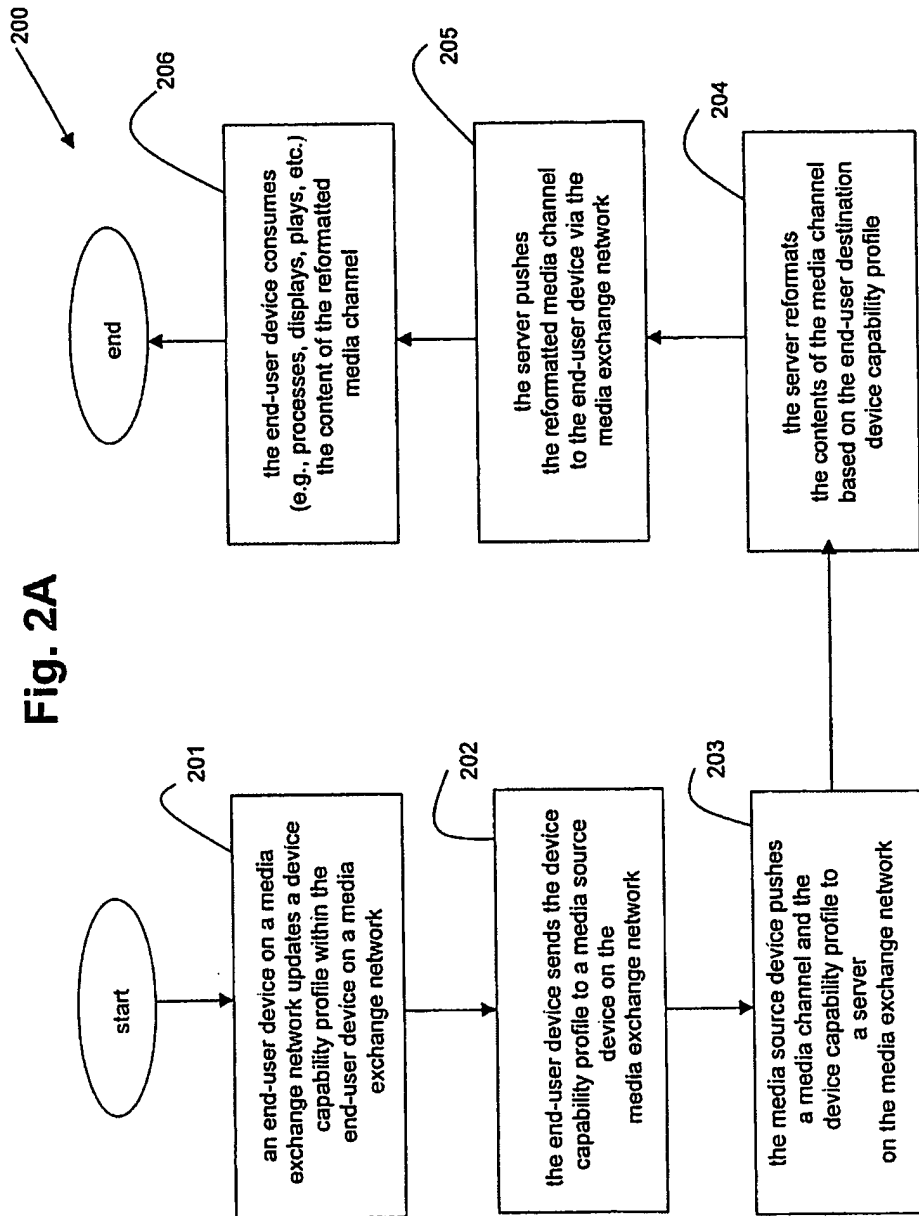 Fig. 2A
200
start
201
an end-user device on a media
exchange network updates a device
capability profile within the
end-user device on a media
exchange network
202
the end-user device sends the device
capability profile to a media source
device on the
media exchange network
203
the media source device pushes
a media channel and the
device capability profile to
a server
on the media exchange network
204
the server reformats
the contents of the media channel
based on the end-user destination
device capability profile
205
the server pushes
the reformatted media channel
to the end-user device via the
media exchange network
206
the end-user device consumes
(e.g., processes, displays, plays, etc.)
the content of the reformatted
media channel
end